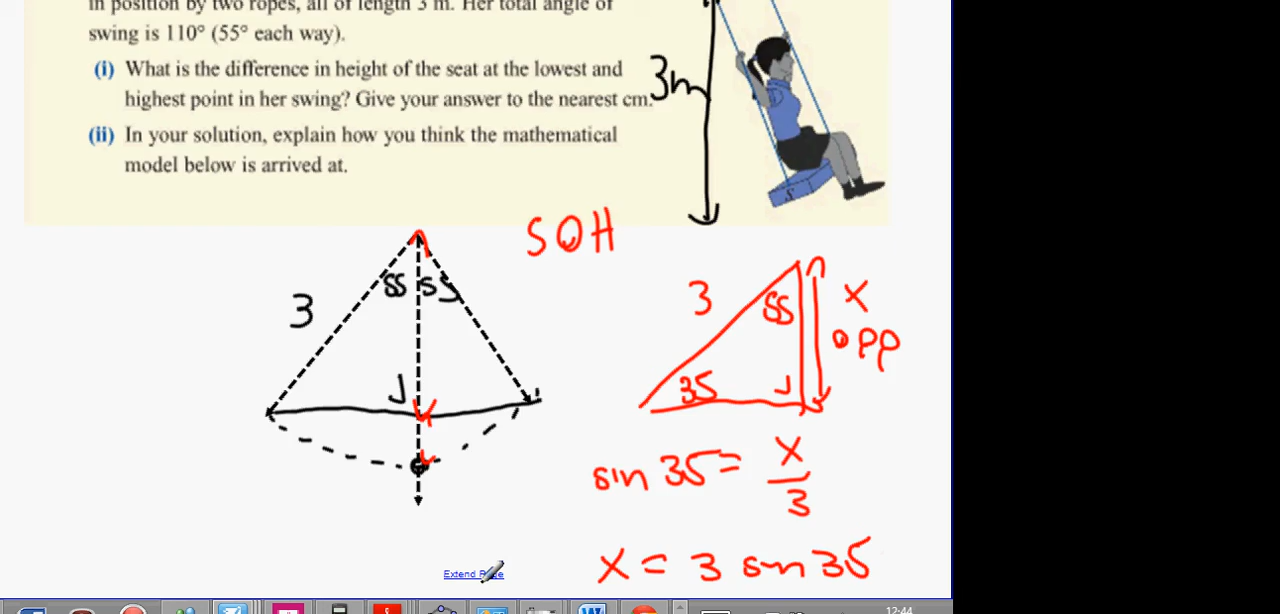 in position by two ropes, all of length 3 m. Her total angle of
swing is 110° (55° each way).
(i) What is the difference in height of the seat at the lowest and
highest point in her swing? Give your answer to the nearest cm.
(ii) In your solution, explain how you think the mathematical
model below is arrived at.
3m
S
SOH
55 55
3
3
55
x
opp
35
sin 35 = x/3
x = 3 sin 35
Extend Page
12:44